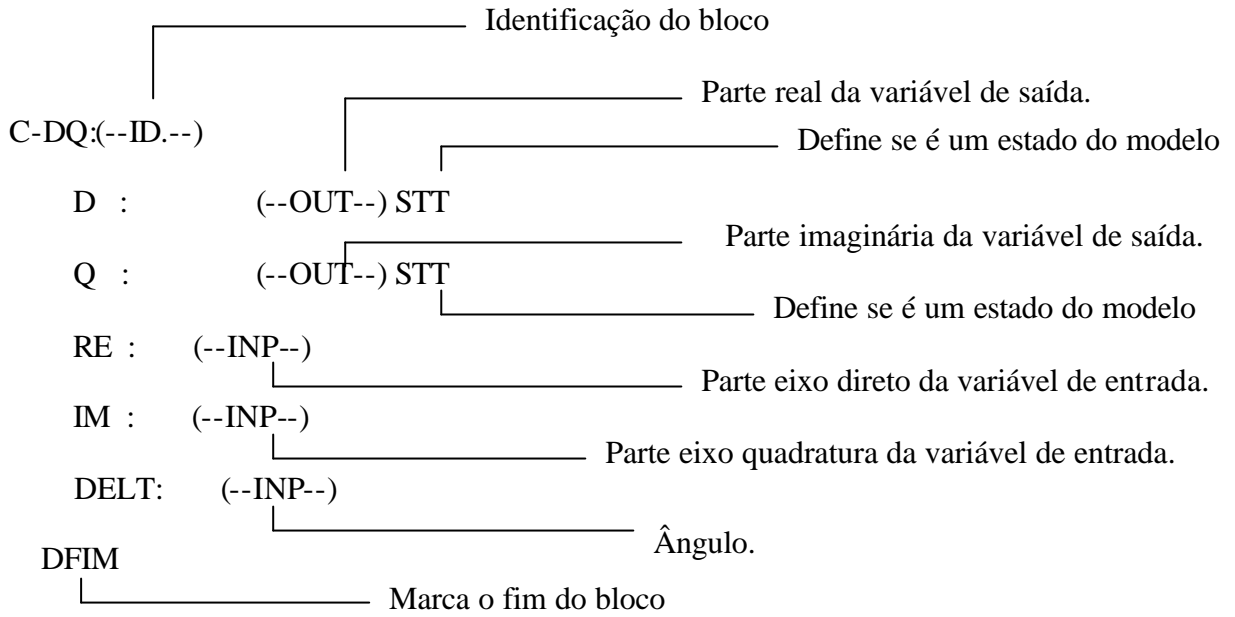 Identificação do bloco
Parte real da variável de saída.
C-DQ:(--ID.--)
Define se é um estado do modelo
D : (--OUT--) STT
Parte imaginária da variável de saída.
Q : (--OUT--) STT
Define se é um estado do modelo
RE : (--INP--)
Parte eixo direto da variável de entrada.
IM : (--INP--)
Parte eixo quadratura da variável de entrada.
DELT: (--INP--)
Ângulo.
DFIM
Marca o fim do bloco